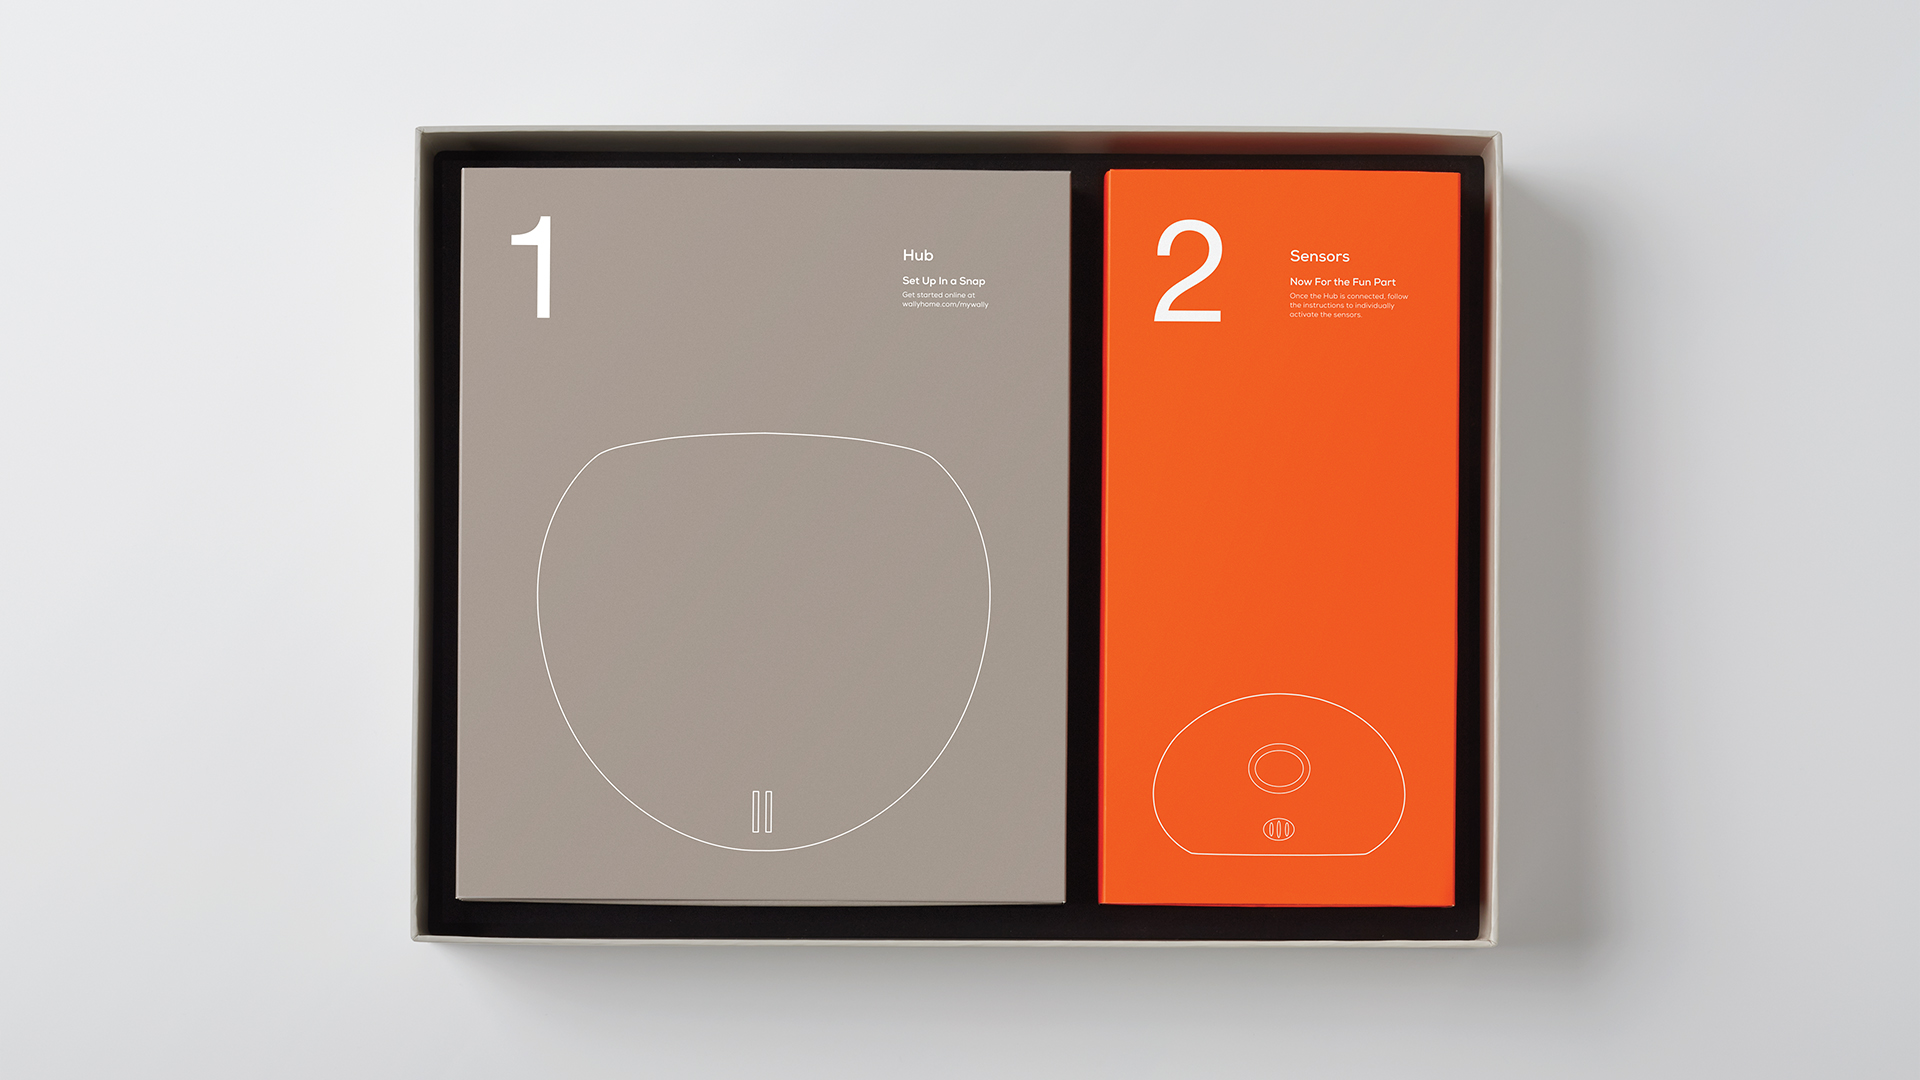 1
Hub
Set Up In a Snap
Get started online at
wallyhome.com/mywally
2
Sensors
Now For the Fun Part
Once the Hub is connected, follow
the instructions to individually
activate the sensors.